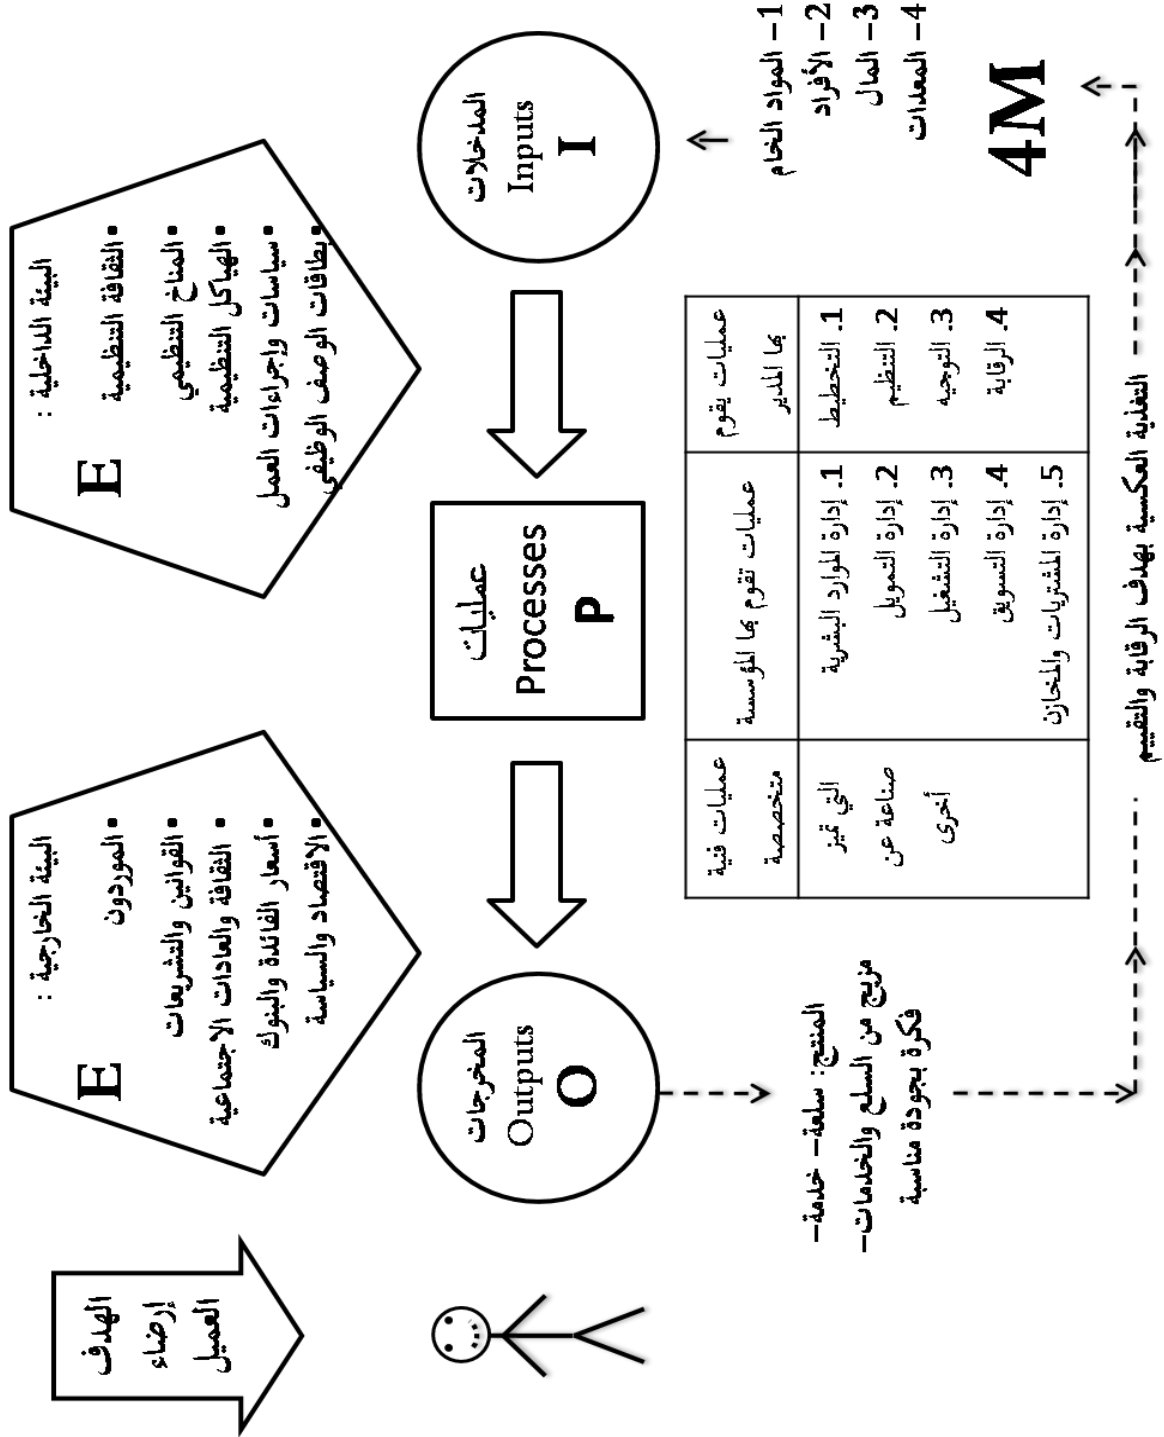 البيئة الداخلية :
E
▪ الثقافة التنظيمية
▪ المناخ التنظيمي
▪ الهياكل التنظيمية
▪ سياسات وإجراءات العمل
▪ بطاقات الوصف الوظيفي
البيئة الخارجية :
E
▪ الموردون
▪ القوانين والتشريعات
▪ الثقافة والعادات الاجتماعية
▪ أسعار الفائدة والبنوك
▪ الاقتصاد والسياسة
الهدف
إرضاء
العميل
المدخلات
Inputs
I
عمليات
Processes
P
المخرجات
Outputs
O
1– المواد الخام
2– الأفراد
3– المال
4– المعدات
4M
عمليات يقوم
بها المدير
1. التخطيط
2. التنظيم
3. التوجيه
4. الرقابة
عمليات تقوم بها المؤسسة
1. إدارة الموارد البشرية
2. إدارة التمويل
3. إدارة التشغيل
4. إدارة التسويق
5. إدارة المشتريات والمخازن
عمليات فنية
متخصصة
التي تميز
صناعة عن
أخرى
المنتج: سلعة– خدمة–
مزيج من السلع والخدمات–
فكرة بجودة مناسبة
التغذية العكسية بهدف الرقابة والتقييم